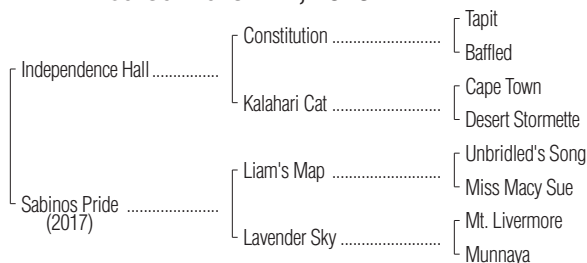 Tapit
Constitution
Baffled
Independence Hall
Cape Town
Kalahari Cat
Desert Stormette
Unbridled's Song
Liam's Map
Miss Macy Sue
Sabinos Pride
(2017)
Mt. Livermore
Lavender Sky
Munnaya